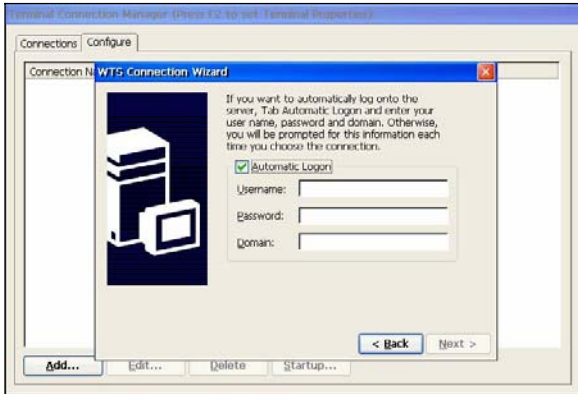 Terminal Connection Manager (Press F2 to set Terminal Properties)
Connections Configure
Connection N
WTS Connection Wizard
If you want to automatically log onto the
server, Tab Automatic Logon and enter your
user name, password and domain. Otherwise,
you will be prompted for this information each
time you choose the connection.
Automatic Logon
Username:
Password:
Domain:
< Back Next >
Add... Edit... Delete Startup...